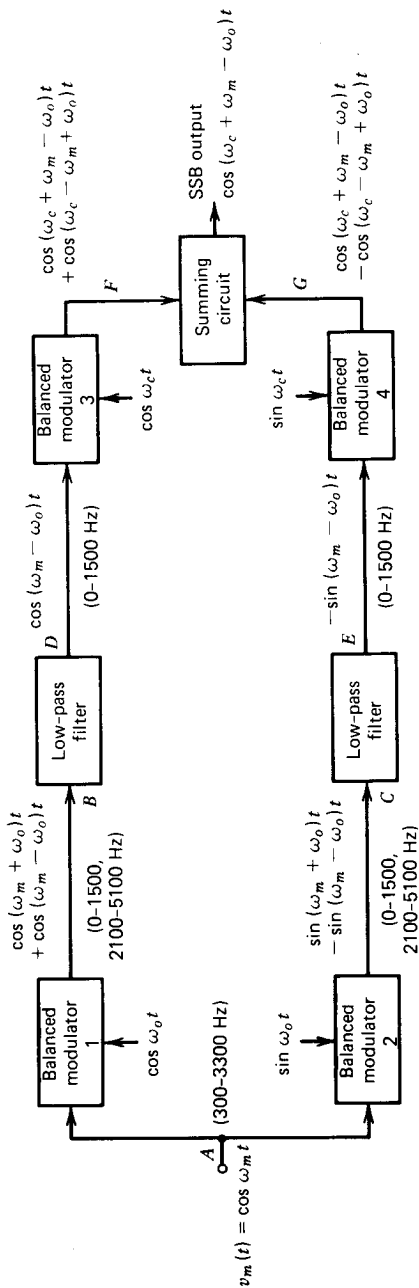 v_m(t) = cos ω_m t
A
(300–3300 Hz)
Balanced
modulator
1
cos ω_o t
cos (ω_m + ω_o)t
+ cos (ω_m − ω_o)t
B
(0–1500,
2100–5100 Hz)
Low-pass
filter
D
cos (ω_m − ω_o)t
(0–1500 Hz)
Balanced
modulator
3
cos ω_c t
cos (ω_c + ω_m − ω_o)t
+ cos (ω_c − ω_m + ω_o)t
F
Summing
circuit
SSB output
cos (ω_c + ω_m − ω_o)t
Balanced
modulator
2
sin ω_o t
sin (ω_m + ω_o)t
− sin (ω_m − ω_o)t
C
(0–1500,
2100–5100 Hz)
Low-pass
filter
E
−sin (ω_m − ω_o)t
(0–1500 Hz)
Balanced
modulator
4
sin ω_c t
G
cos (ω_c + ω_m − ω_o)t
− cos (ω_c − ω_m + ω_o)t